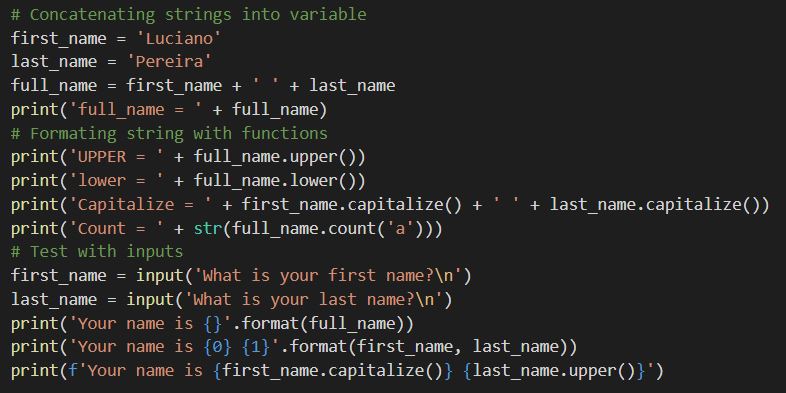 # Concatenating strings into variable
first_name = 'Luciano'
last_name = 'Pereira'
full_name = first_name + ' ' + last_name
print('full_name = ' + full_name)
# Formating string with functions
print('UPPER = ' + full_name.upper())
print('lower = ' + full_name.lower())
print('Capitalize = ' + first_name.capitalize() + ' ' + last_name.capitalize())
print('Count = ' + str(full_name.count('a')))
# Test with inputs
first_name = input('What is your first name?\n')
last_name = input('What is your last name?\n')
print('Your name is {}'.format(full_name))
print('Your name is {0} {1}'.format(first_name, last_name))
print(f'Your name is {first_name.capitalize()} {last_name.upper()}')